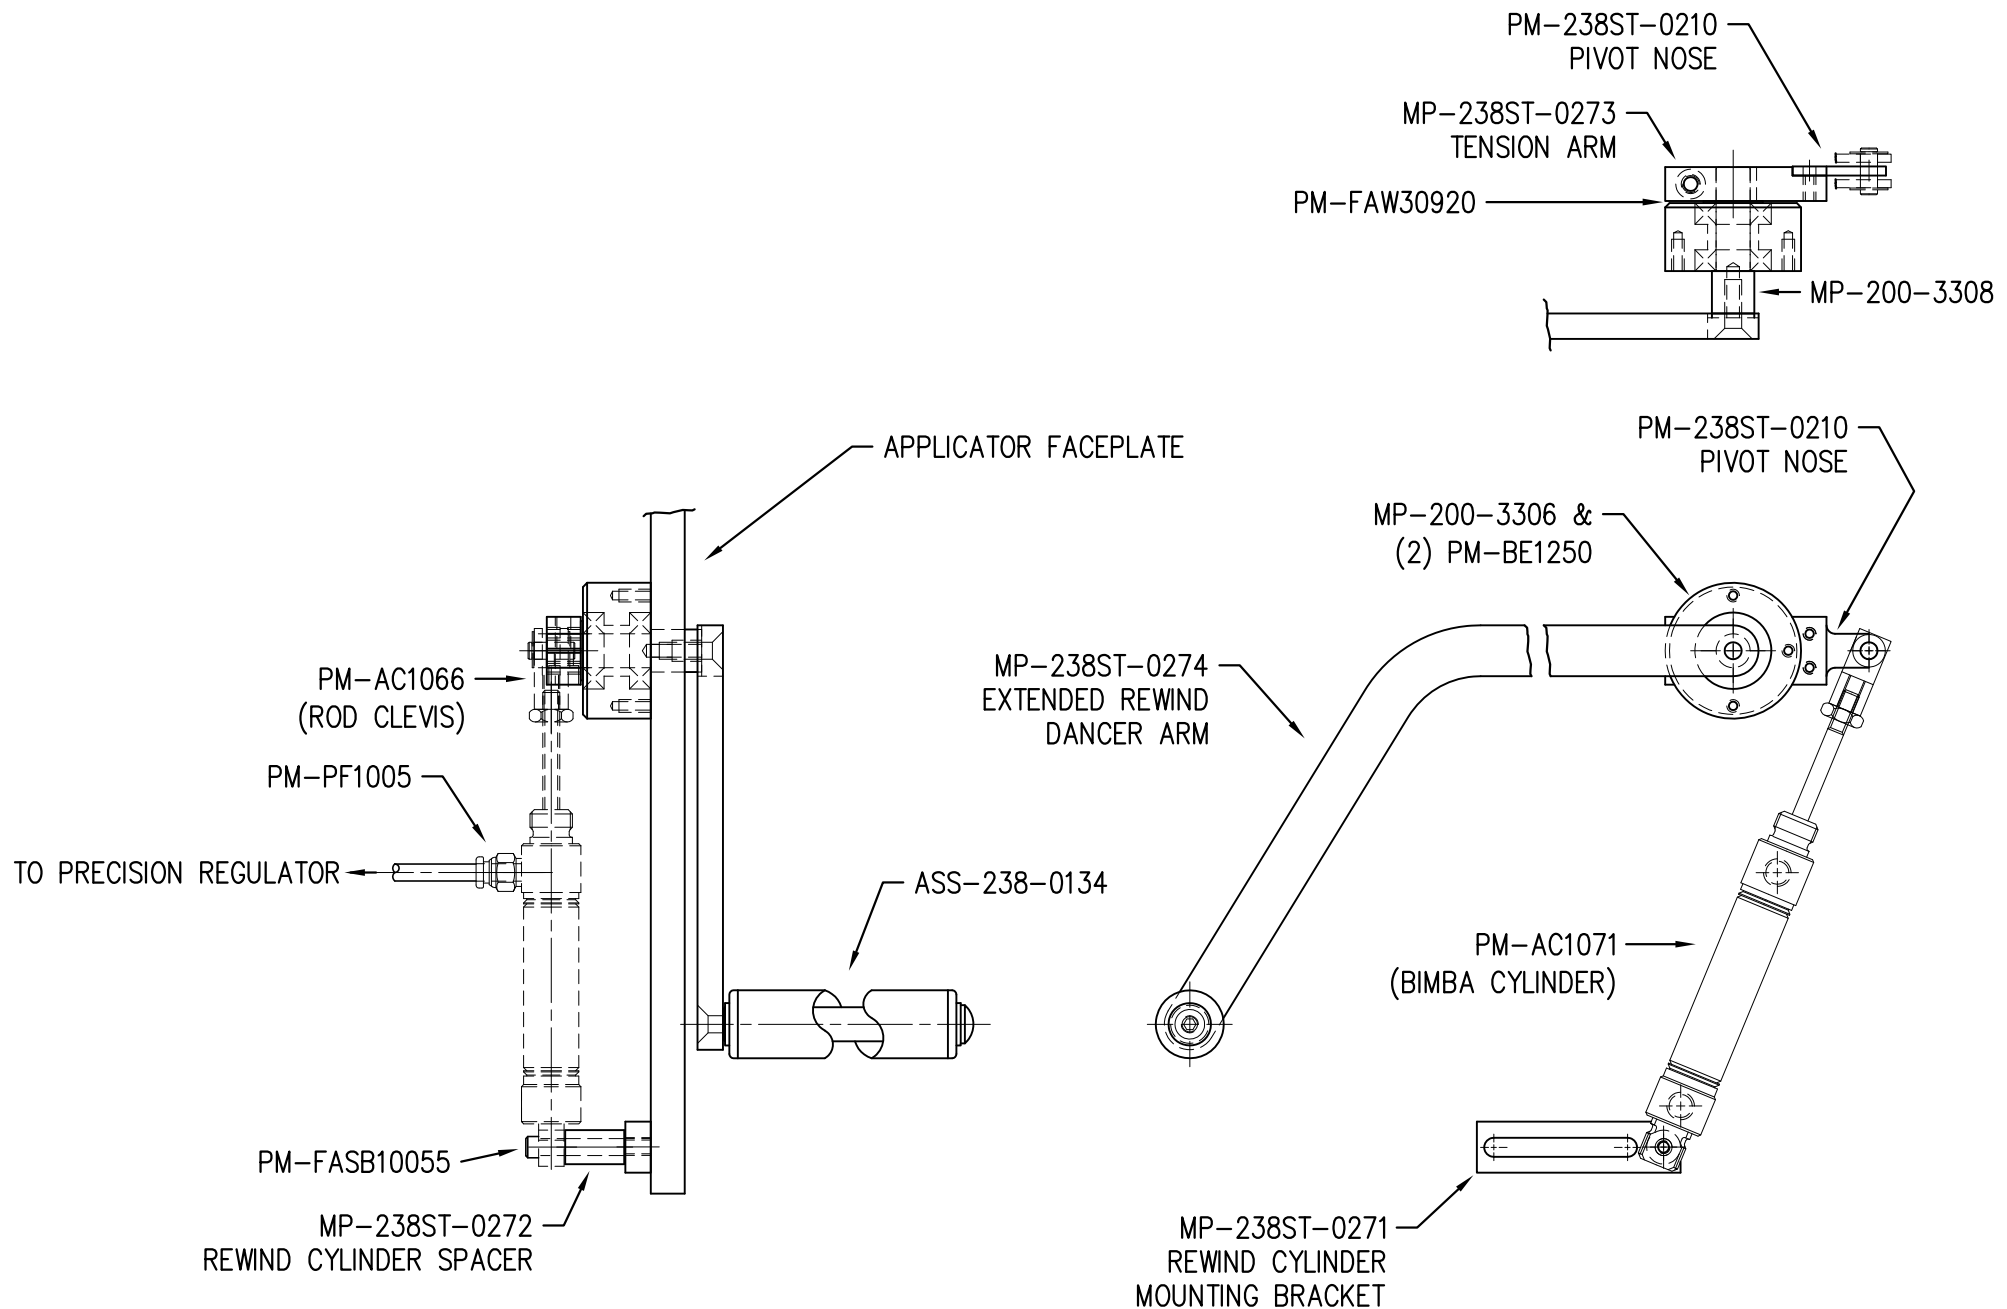 PM-238ST-0210
PIVOT NOSE
MP-238ST-0273
TENSION ARM
PM-FAW30920
MP-200-3308
APPLICATOR FACEPLATE
PM-238ST-0210
PIVOT NOSE
MP-200-3306 &
(2) PM-BE1250
PM-AC1066
(ROD CLEVIS)
MP-238ST-0274
EXTENDED REWIND
DANCER ARM
PM-PF1005
TO PRECISION REGULATOR
ASS-238-0134
PM-AC1071
(BIMBA CYLINDER)
PM-FASB10055
MP-238ST-0272
REWIND CYLINDER SPACER
MP-238ST-0271
REWIND CYLINDER
MOUNTING BRACKET